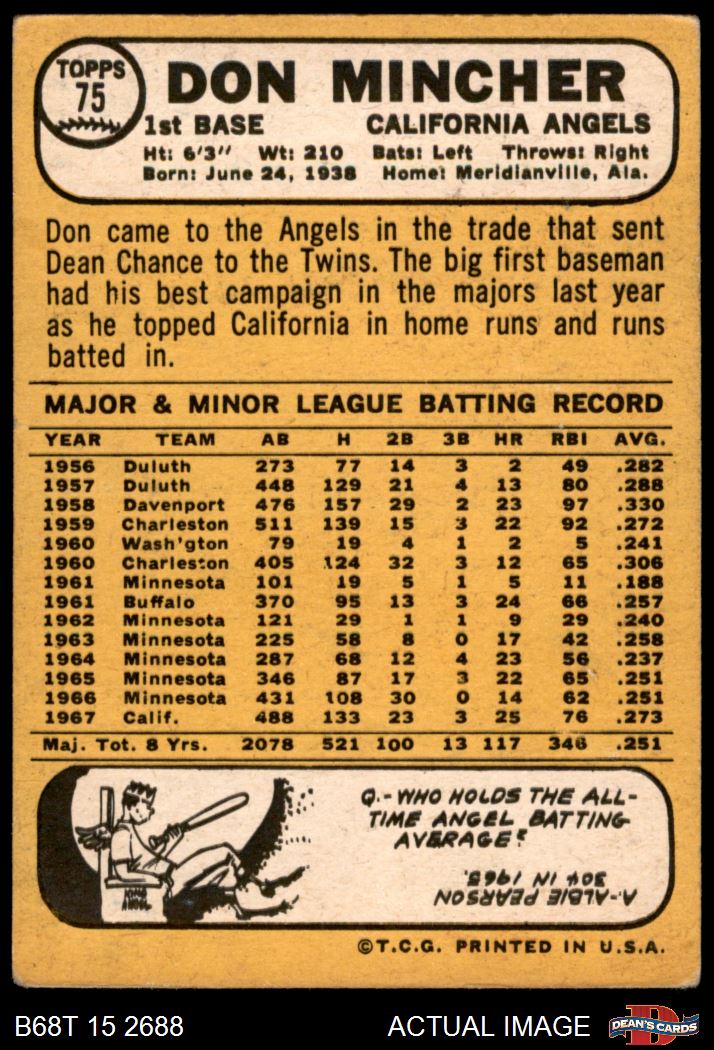 TOPPS
75
DON MINCHER
1st BASE CALIFORNIA ANGELS
Ht: 6'3" Wt: 210 Bats: Left Throws: Right
Born: June 24, 1938 Home: Meridianville, Ala.
Don came to the Angels in the trade that sent
Dean Chance to the Twins. The big first baseman
had his best campaign in the majors last year
as he topped California in home runs and runs
batted in.
MAJOR & MINOR LEAGUE BATTING RECORD
YEAR TEAM AB H 2B 3B HR RBI AVG.
1956 Duluth 273 77 14 3 2 49 .282
1957 Duluth 448 129 21 4 13 80 .288
1958 Davenport 476 157 29 2 23 97 .330
1959 Charleston 511 139 15 3 22 92 .272
1960 Wash'gton 79 19 4 1 2 5 .241
1960 Charleston 405 124 32 3 12 65 .306
1961 Minnesota 101 19 5 1 5 11 .188
1961 Buffalo 370 95 13 3 24 66 .257
1962 Minnesota 121 29 1 1 9 29 .240
1963 Minnesota 225 58 8 0 17 42 .258
1964 Minnesota 287 68 12 4 23 56 .237
1965 Minnesota 346 87 17 3 22 65 .251
1966 Minnesota 431 108 30 0 14 62 .251
1967 Calif. 488 133 23 3 25 76 .273
Maj. Tot. 8 Yrs. 2078 521 100 13 117 346 .251
Q.-WHO HOLDS THE ALL-
TIME ANGEL BATTING
AVERAGE?
A-ALBIE PEARSON
304 IN 1963.
©T.C.G. PRINTED IN U.S.A.
B68T 15 2688 ACTUAL IMAGE
DEAN'S CARDS